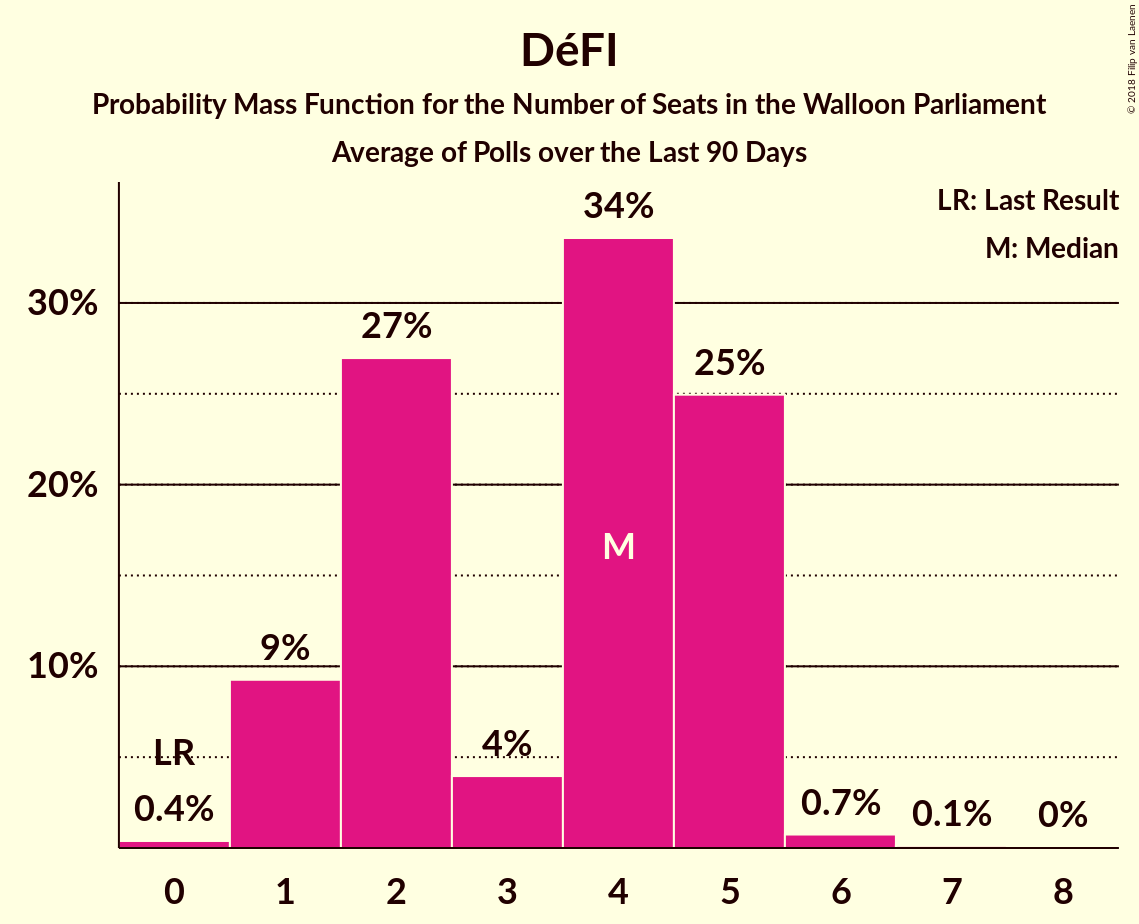 DéFI
Probability Mass Function for the Number of Seats in the Walloon Parliament
Average of Polls over the Last 90 Days
© 2018 Filip van Laenen
LR: Last Result
M: Median
34%
30%
27%
25%
20%
M
10%
9%
LR
4%
0.4%
0.7%
0.1%
0%
0 1 2 3 4 5 6 7 8